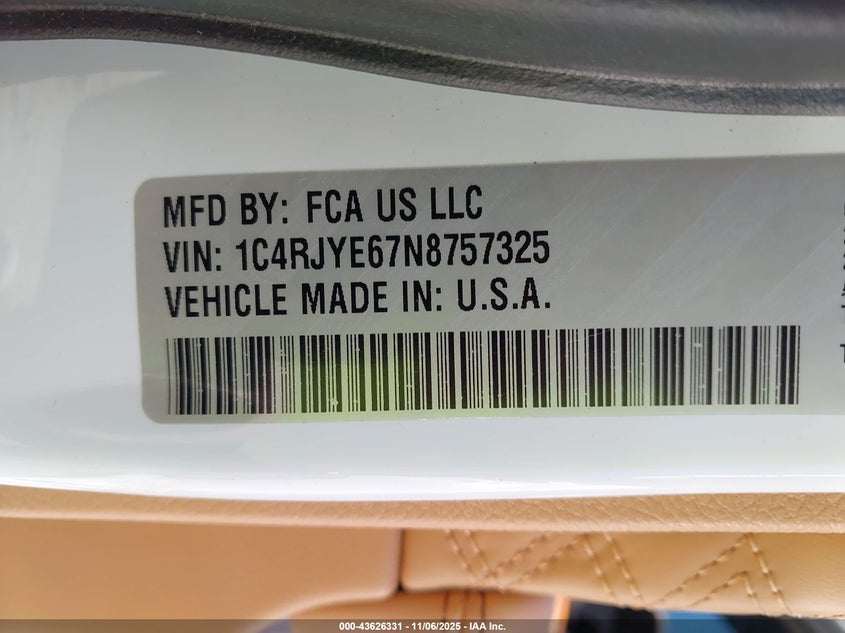 MFD BY: FCA US LLC
VIN: 1C4RJYE67N8757325
VEHICLE MADE IN: U.S.A.
000-43626331 - 11/06/2025 - IAA Inc.